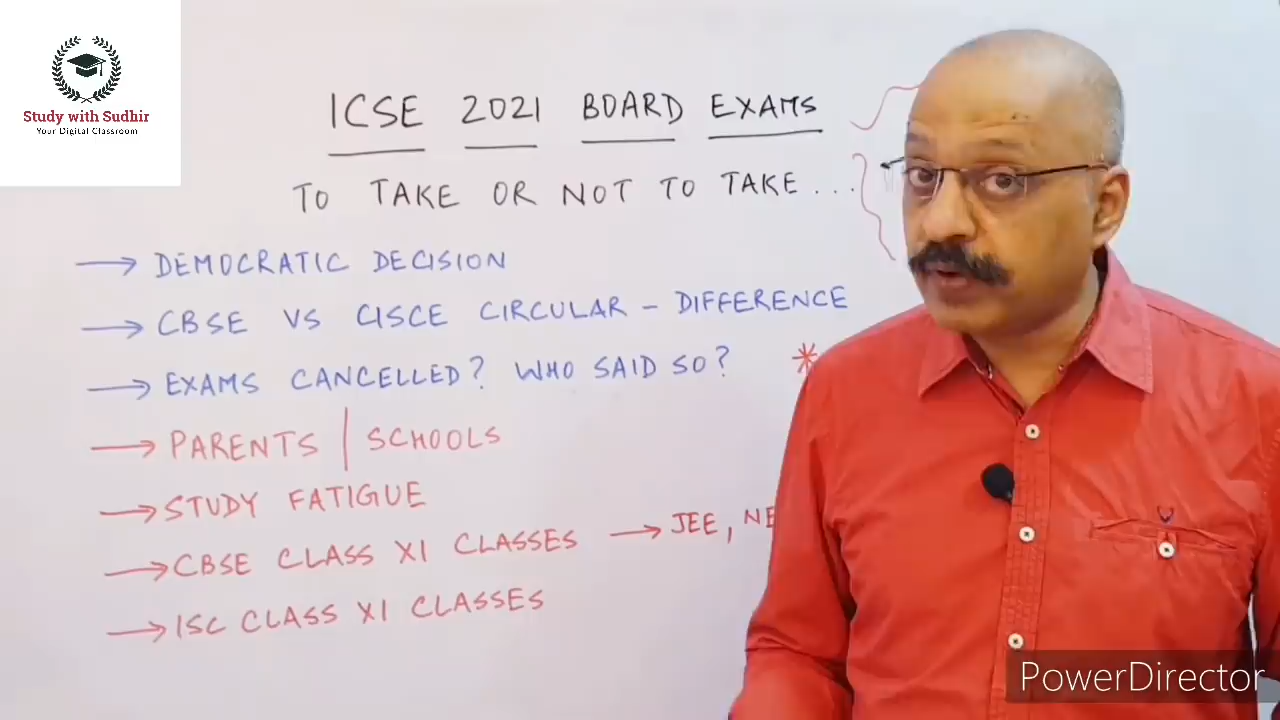 Study with Sudhir
Your Digital Classroom
ICSE 2021 BOARD EXAMS
TO TAKE OR NOT TO TAKE...
→ DEMOCRATIC DECISION
→ CBSE VS CISCE CIRCULAR - DIFFERENCE
→ EXAMS CANCELLED? WHO SAID SO? *
→ PARENTS | SCHOOLS
→ STUDY FATIGUE
→ CBSE CLASS XI CLASSES → JEE, NE
→ ISC CLASS XI CLASSES
PowerDirector